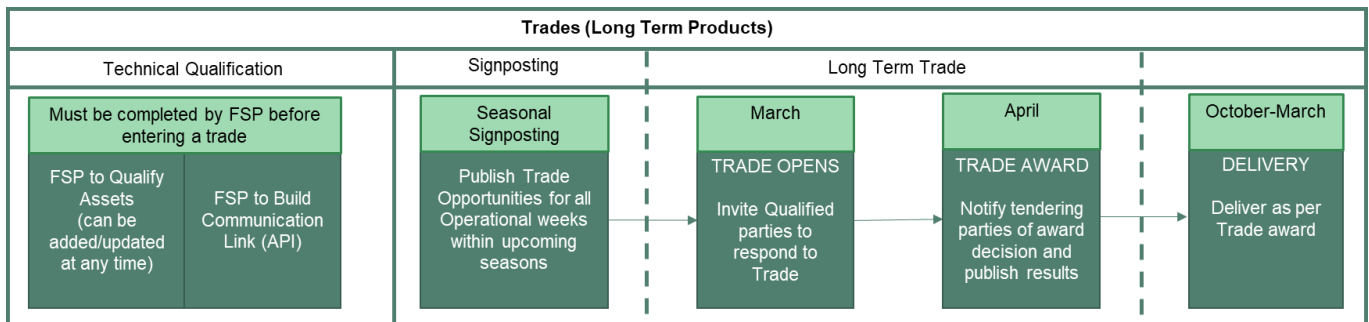 Trades (Long Term Products)
Technical Qualification
Signposting
Long Term Trade
Must be completed by FSP before
entering a trade
FSP to Qualify
Assets
(can be
added/updated
at any time)
FSP to Build
Communication
Link (API)
Seasonal
Signposting
Publish Trade
Opportunities for all
Operational weeks
within upcoming
seasons
March
TRADE OPENS
Invite Qualified
parties to
respond to
Trade
April
TRADE AWARD
Notify tendering
parties of award
decision and
publish results
October-March
DELIVERY
Deliver as per
Trade award